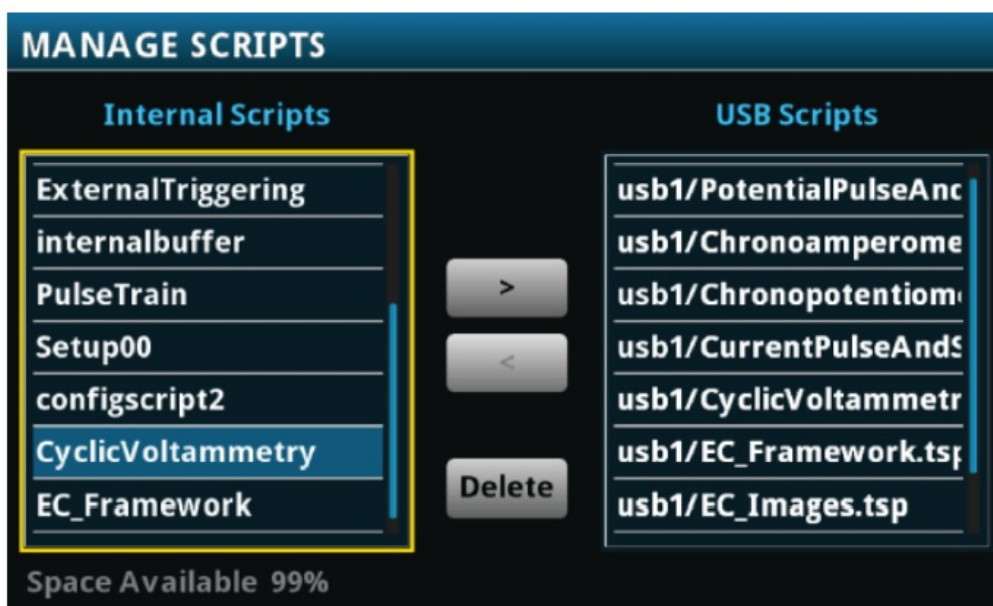 MANAGE SCRIPTS
Internal Scripts
ExternalTriggering
internalbuffer
PulseTrain
Setup00
configscript2
CyclicVoltammetry
EC_Framework
>
<
Delete
USB Scripts
usb1/PotentialPulseAnd
usb1/Chronoamperome
usb1/Chronopotentiom
usb1/CurrentPulseAndS
usb1/CyclicVoltammetr
usb1/EC_Framework.tsp
usb1/EC_Images.tsp
Space Available 99%